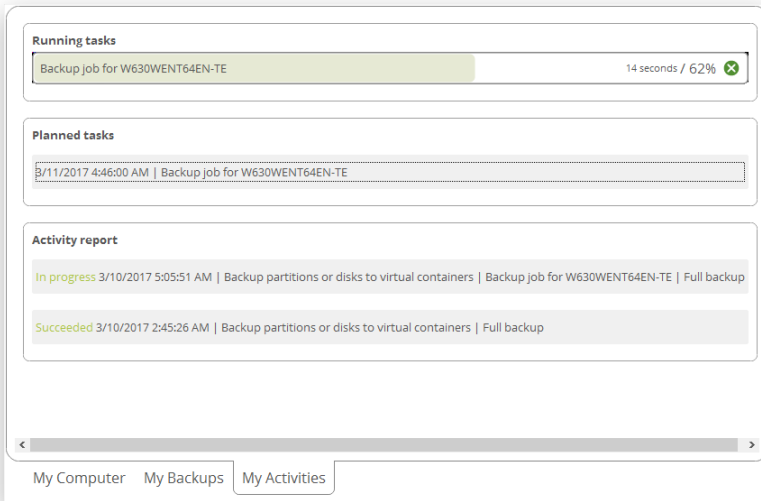 Running tasks
Backup job for W630WENT64EN-TE 14 seconds / 62%
Planned tasks
3/11/2017 4:46:00 AM | Backup job for W630WENT64EN-TE
Activity report
In progress 3/10/2017 5:05:51 AM | Backup partitions or disks to virtual containers | Backup job for W630WENT64EN-TE | Full backup
Succeeded 3/10/2017 2:45:26 AM | Backup partitions or disks to virtual containers | Full backup
My Computer My Backups My Activities